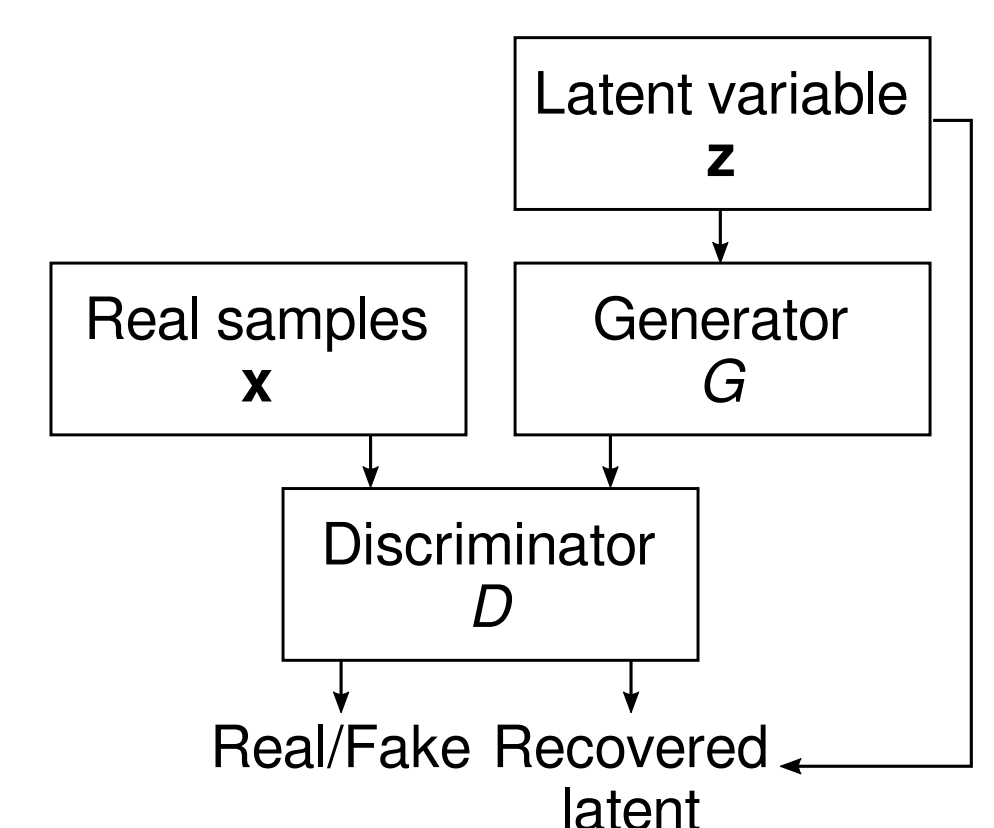 Latent variable
z
Real samples
x
Generator
G
Discriminator
D
Real/Fake
Recovered
latent